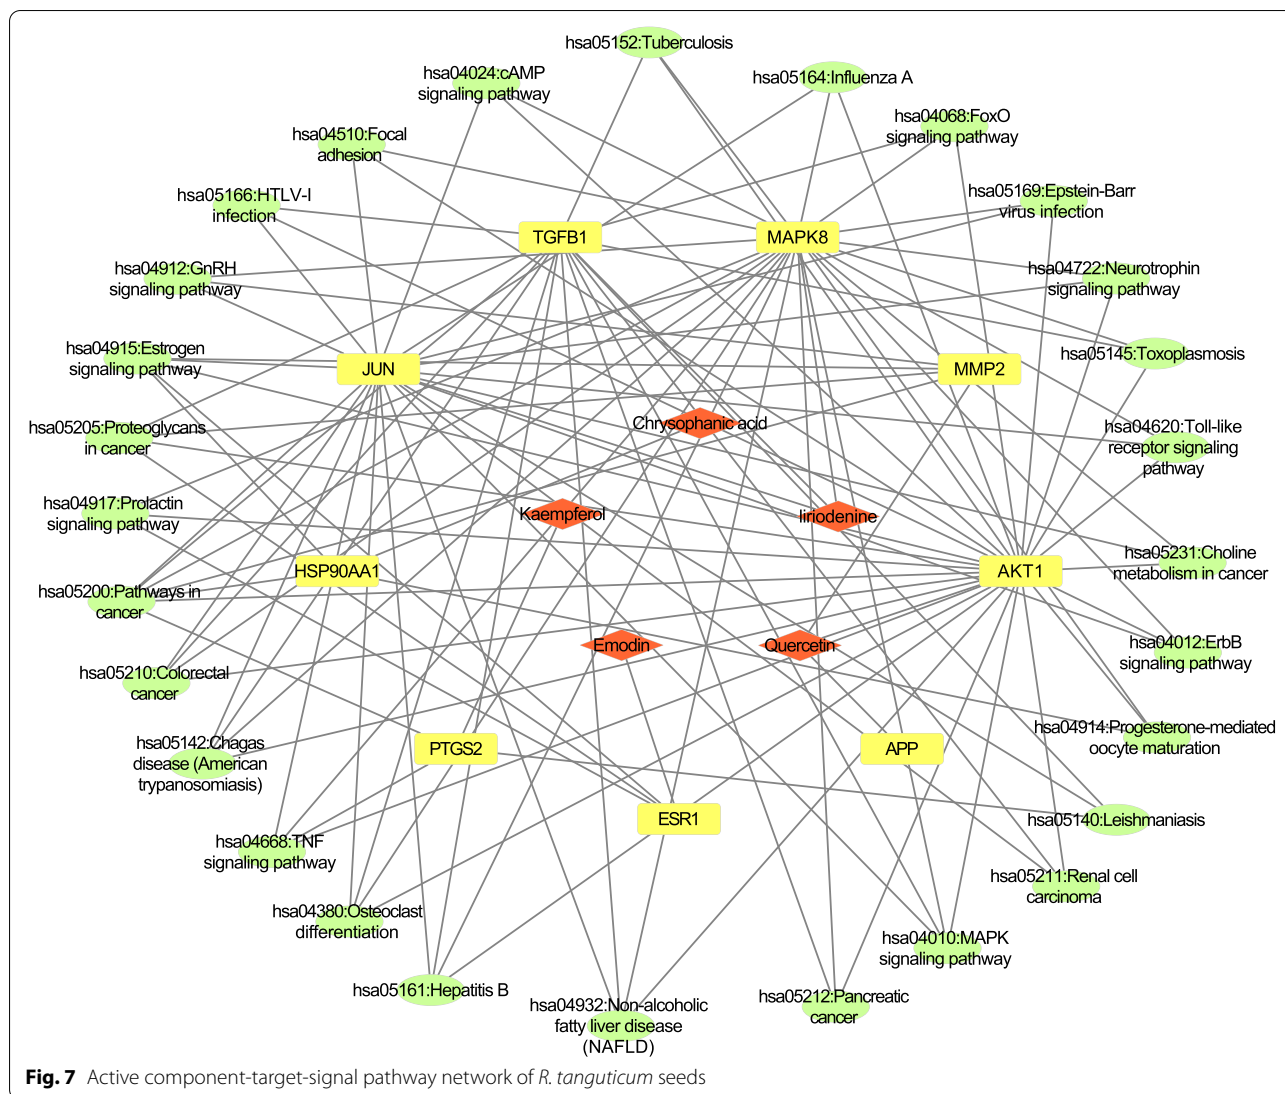 hsa05152:Tuberculosis
hsa04024:cAMP
signaling pathway
hsa05164:Influenza A
hsa04068:FoxO
signaling pathway
hsa04510:Focal
adhesion
hsa05166:HTLV-I
infection
hsa05169:Epstein-Barr
virus infection
TGFB1
MAPK8
hsa04912:GnRH
signaling pathway
hsa04722:Neurotrophin
signaling pathway
hsa04915:Estrogen
signaling pathway
hsa05145:Toxoplasmosis
JUN
MMP2
hsa05205:Proteoglycans
in cancer
Chrysophanic acid
hsa04620:Toll-like
receptor signaling
pathway
hsa04917:Prolactin
signaling pathway
Kaempferol
liriodenine
hsa05231:Choline
metabolism in cancer
HSP90AA1
AKT1
hsa05200:Pathways in
cancer
hsa04012:ErbB
signaling pathway
Emodin
Quercetin
hsa05210:Colorectal
cancer
hsa04914:Progesterone-mediated
oocyte maturation
hsa05142:Chagas
disease (American
trypanosomiasis)
PTGS2
APP
ESR1
hsa05140:Leishmaniasis
hsa04668:TNF
signaling pathway
hsa05211:Renal cell
carcinoma
hsa04380:Osteoclast
differentiation
hsa04010:MAPK
signaling pathway
hsa05161:Hepatitis B
hsa05212:Pancreatic
cancer
hsa04932:Non-alcoholic
fatty liver disease
(NAFLD)
Fig. 7 Active component-target-signal pathway network of R. tanguticum seeds